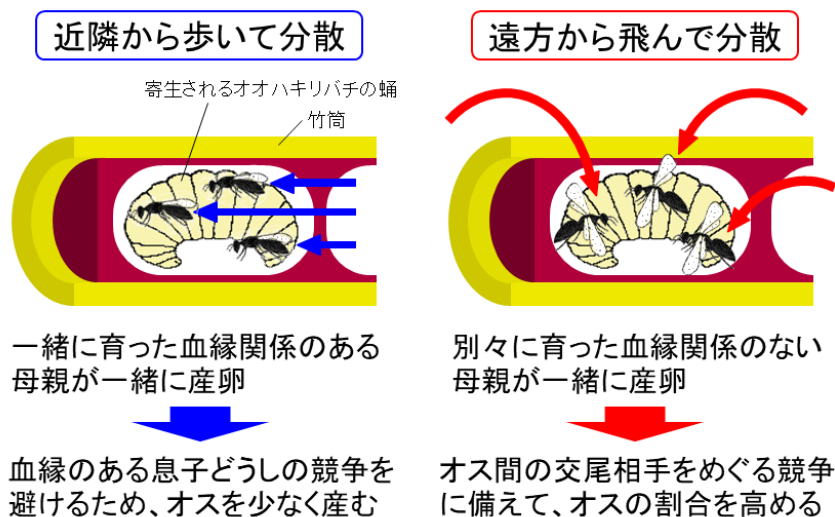 近隣から歩いて分散
寄生されるオオハキリバチの蛹
竹筒
一緒に育った血縁関係のある
母親が一緒に産卵
血縁のある息子どうしの競争を
避けるため、オスを少なく産む
遠方から飛んで分散
別々に育った血縁関係のない
母親が一緒に産卵
オス間の交尾相手をめぐる競争
に備えて、オスの割合を高める